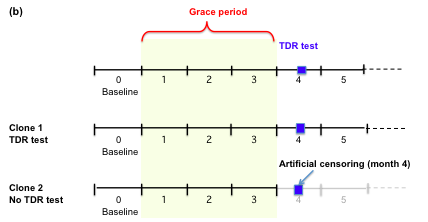 (b)
Grace period
TDR test
0 1 2 3 4 5
Baseline
Clone 1
TDR test
0 1 2 3 4 5
Baseline
Artificial censoring (month 4)
Clone 2
No TDR test
0 1 2 3 4 5
Baseline